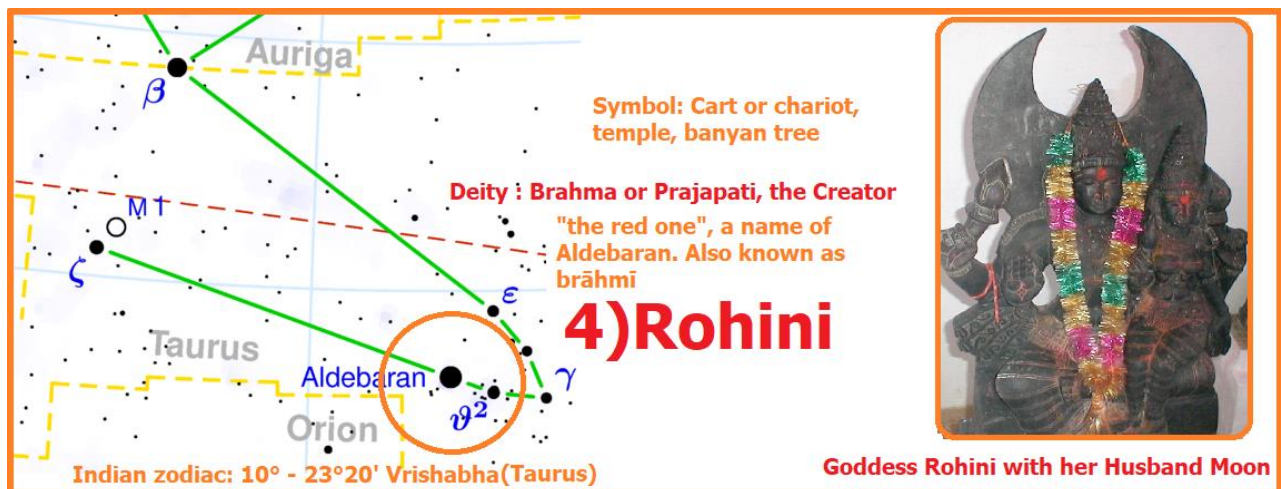 Auriga
β
M 1
ζ
ε
Taurus
Aldebaran
γ
ϑ²
Orion
Indian zodiac: 10° - 23°20' Vrishabha(Taurus)
Symbol: Cart or chariot,
temple, banyan tree
Deity : Brahma or Prajapati, the Creator
"the red one", a name of
Aldebaran. Also known as
brāhmī
4)Rohini
Goddess Rohini with her Husband Moon